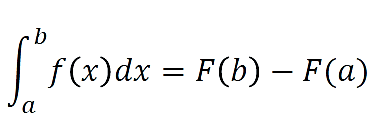 ∫_a^b f(x)dx = F(b) − F(a)